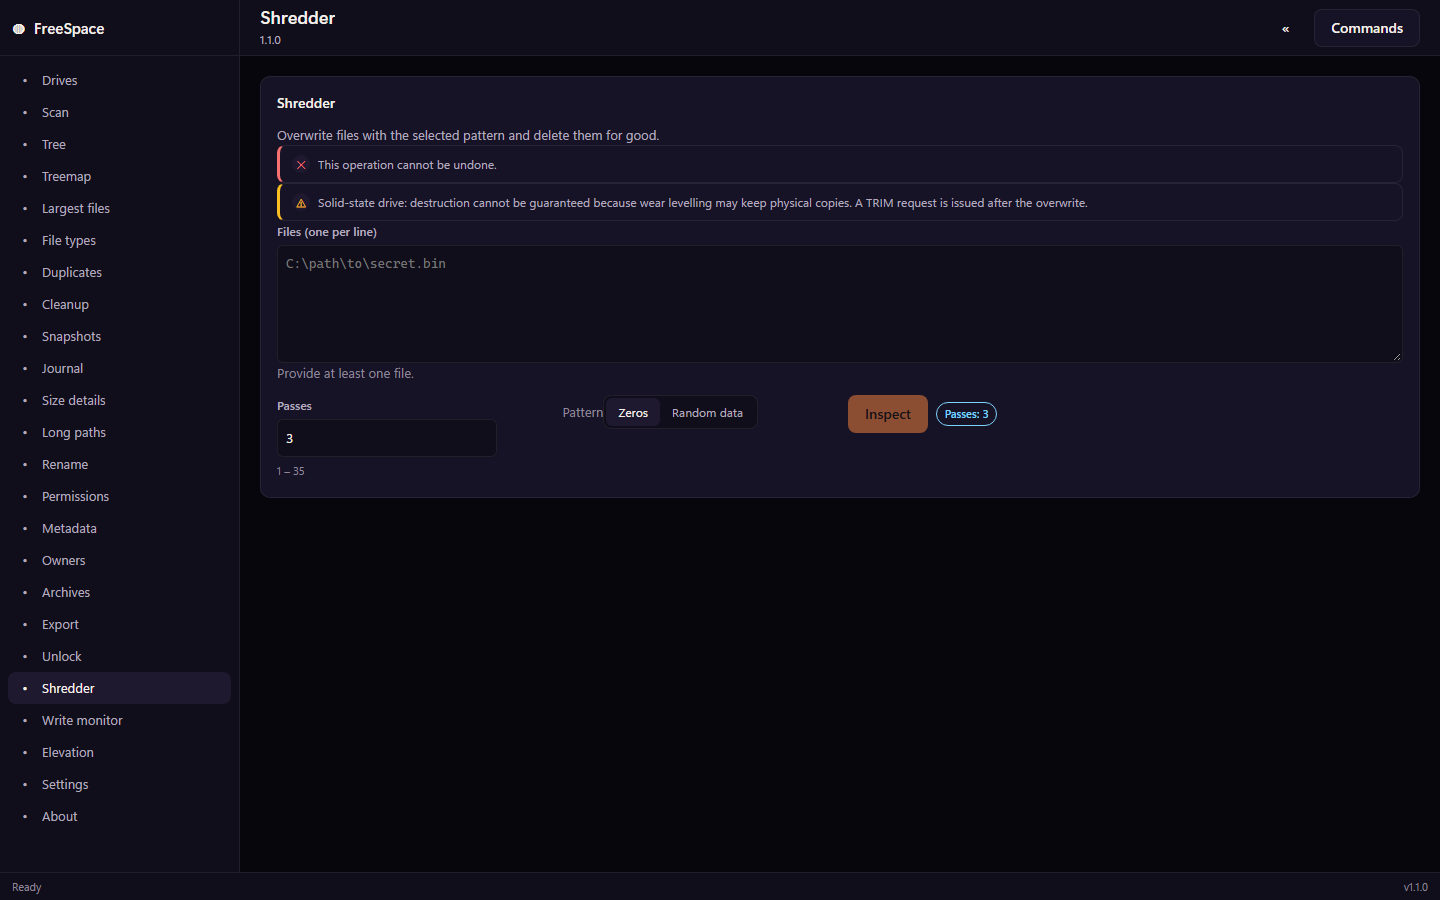 FreeSpace
Shredder
1.1.0
«
Commands
Drives
Scan
Tree
Treemap
Largest files
File types
Duplicates
Cleanup
Snapshots
Journal
Size details
Long paths
Rename
Permissions
Metadata
Owners
Archives
Export
Unlock
Shredder
Write monitor
Elevation
Settings
About
Shredder
Overwrite files with the selected pattern and delete them for good.
This operation cannot be undone.
Solid-state drive: destruction cannot be guaranteed because wear levelling may keep physical copies. A TRIM request is issued after the overwrite.
Files (one per line)
C:\path\to\secret.bin
Provide at least one file.
Passes
3
1 – 35
Pattern Zeros Random data
Inspect
Passes: 3
Ready
v1.1.0